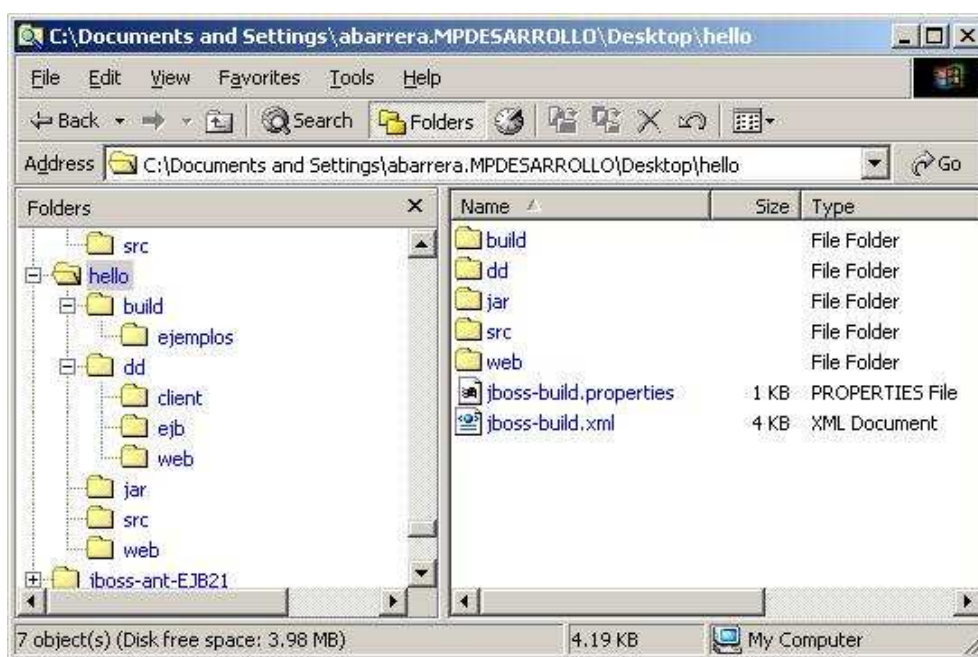 C:\Documents and Settings\abarrera.MPDESARROLLO\Desktop\hello
File Edit View Favorites Tools Help
Back Search Folders
Address C:\Documents and Settings\abarrera.MPDESARROLLO\Desktop\hello Go
Folders
src
hello
build
ejemplos
dd
client
ejb
web
jar
src
web
jboss-ant-EJB21
Name Size Type
build File Folder
dd File Folder
jar File Folder
src File Folder
web File Folder
jboss-build.properties 1 KB PROPERTIES File
jboss-build.xml 4 KB XML Document
7 object(s) (Disk free space: 3.98 MB) 4.19 KB My Computer